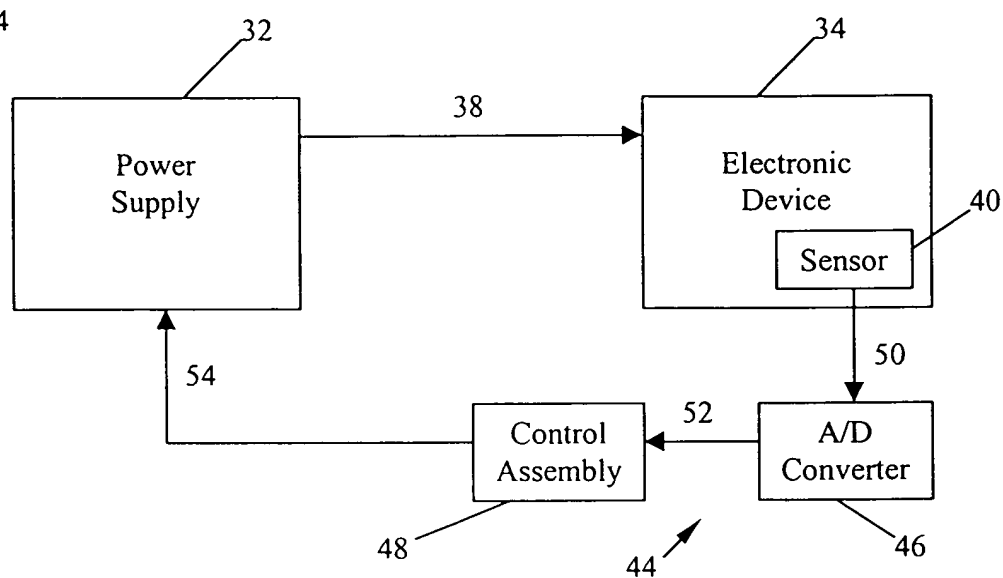 4
32
34
38
Power
Supply
Electronic
Device
40
Sensor
50
54
52
Control
Assembly
A/D
Converter
48
44
46